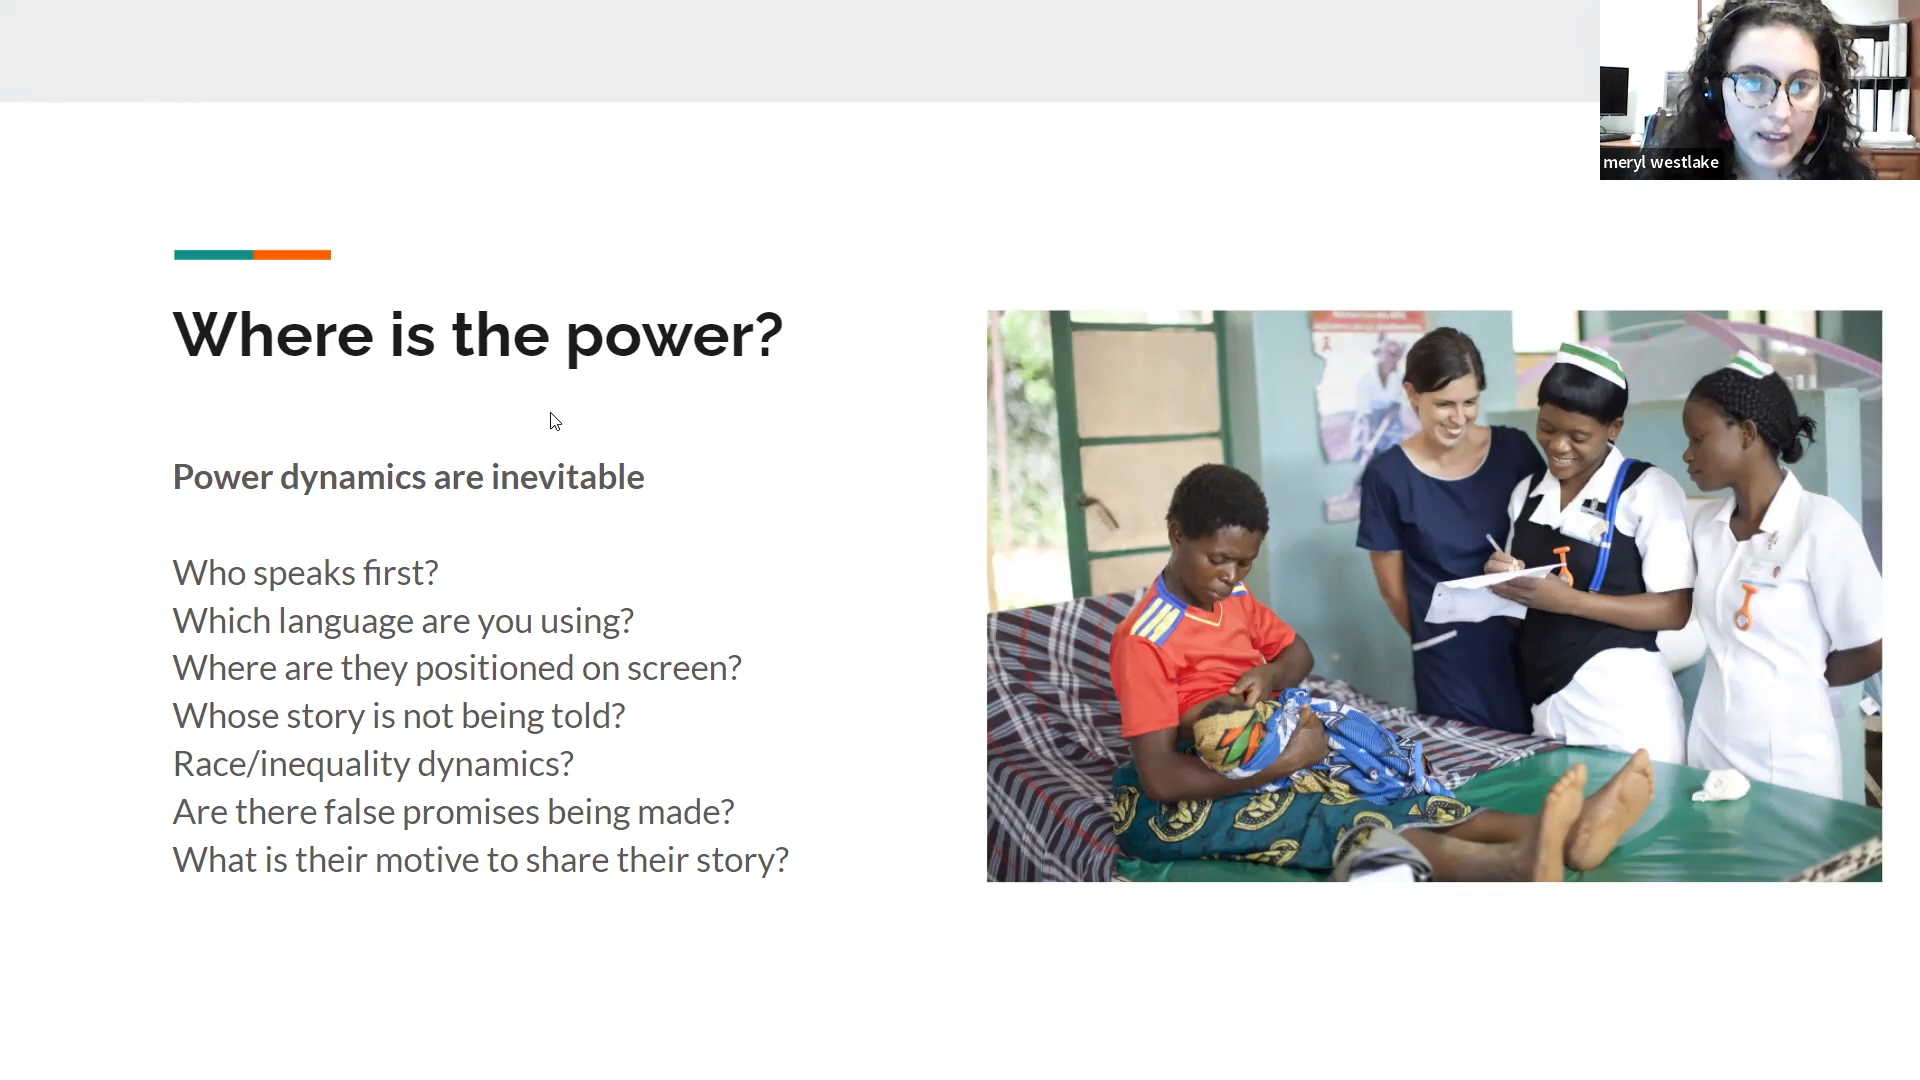 meryl westlake
Where is the power?
Power dynamics are inevitable
Who speaks first?
Which language are you using?
Where are they positioned on screen?
Whose story is not being told?
Race/inequality dynamics?
Are there false promises being made?
What is their motive to share their story?